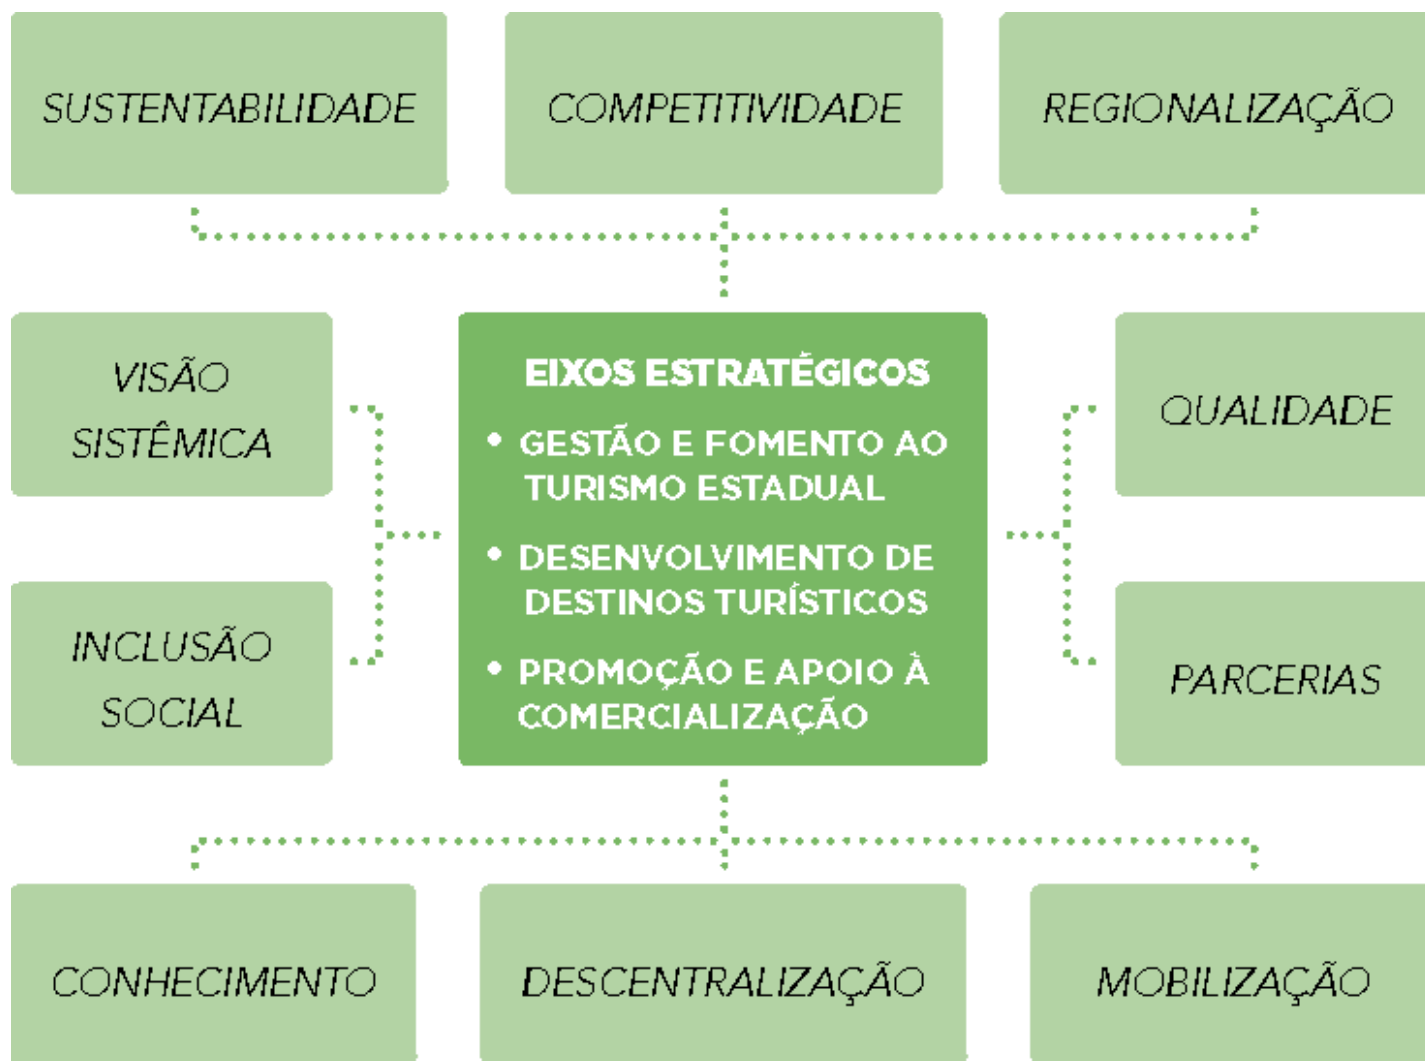 SUSTENTABILIDADE
COMPETITIVIDADE
REGIONALIZAÇÃO
VISÃO
SISTÊMICA
EIXOS ESTRATÉGICOS
• GESTÃO E FOMENTO AO
TURISMO ESTADUAL
• DESENVOLVIMENTO DE
DESTINOS TURÍSTICOS
• PROMOÇÃO E APOIO À
COMERCIALIZAÇÃO
QUALIDADE
INCLUSÃO
SOCIAL
PARCERIAS
CONHECIMENTO
DESCENTRALIZAÇÃO
MOBILIZAÇÃO